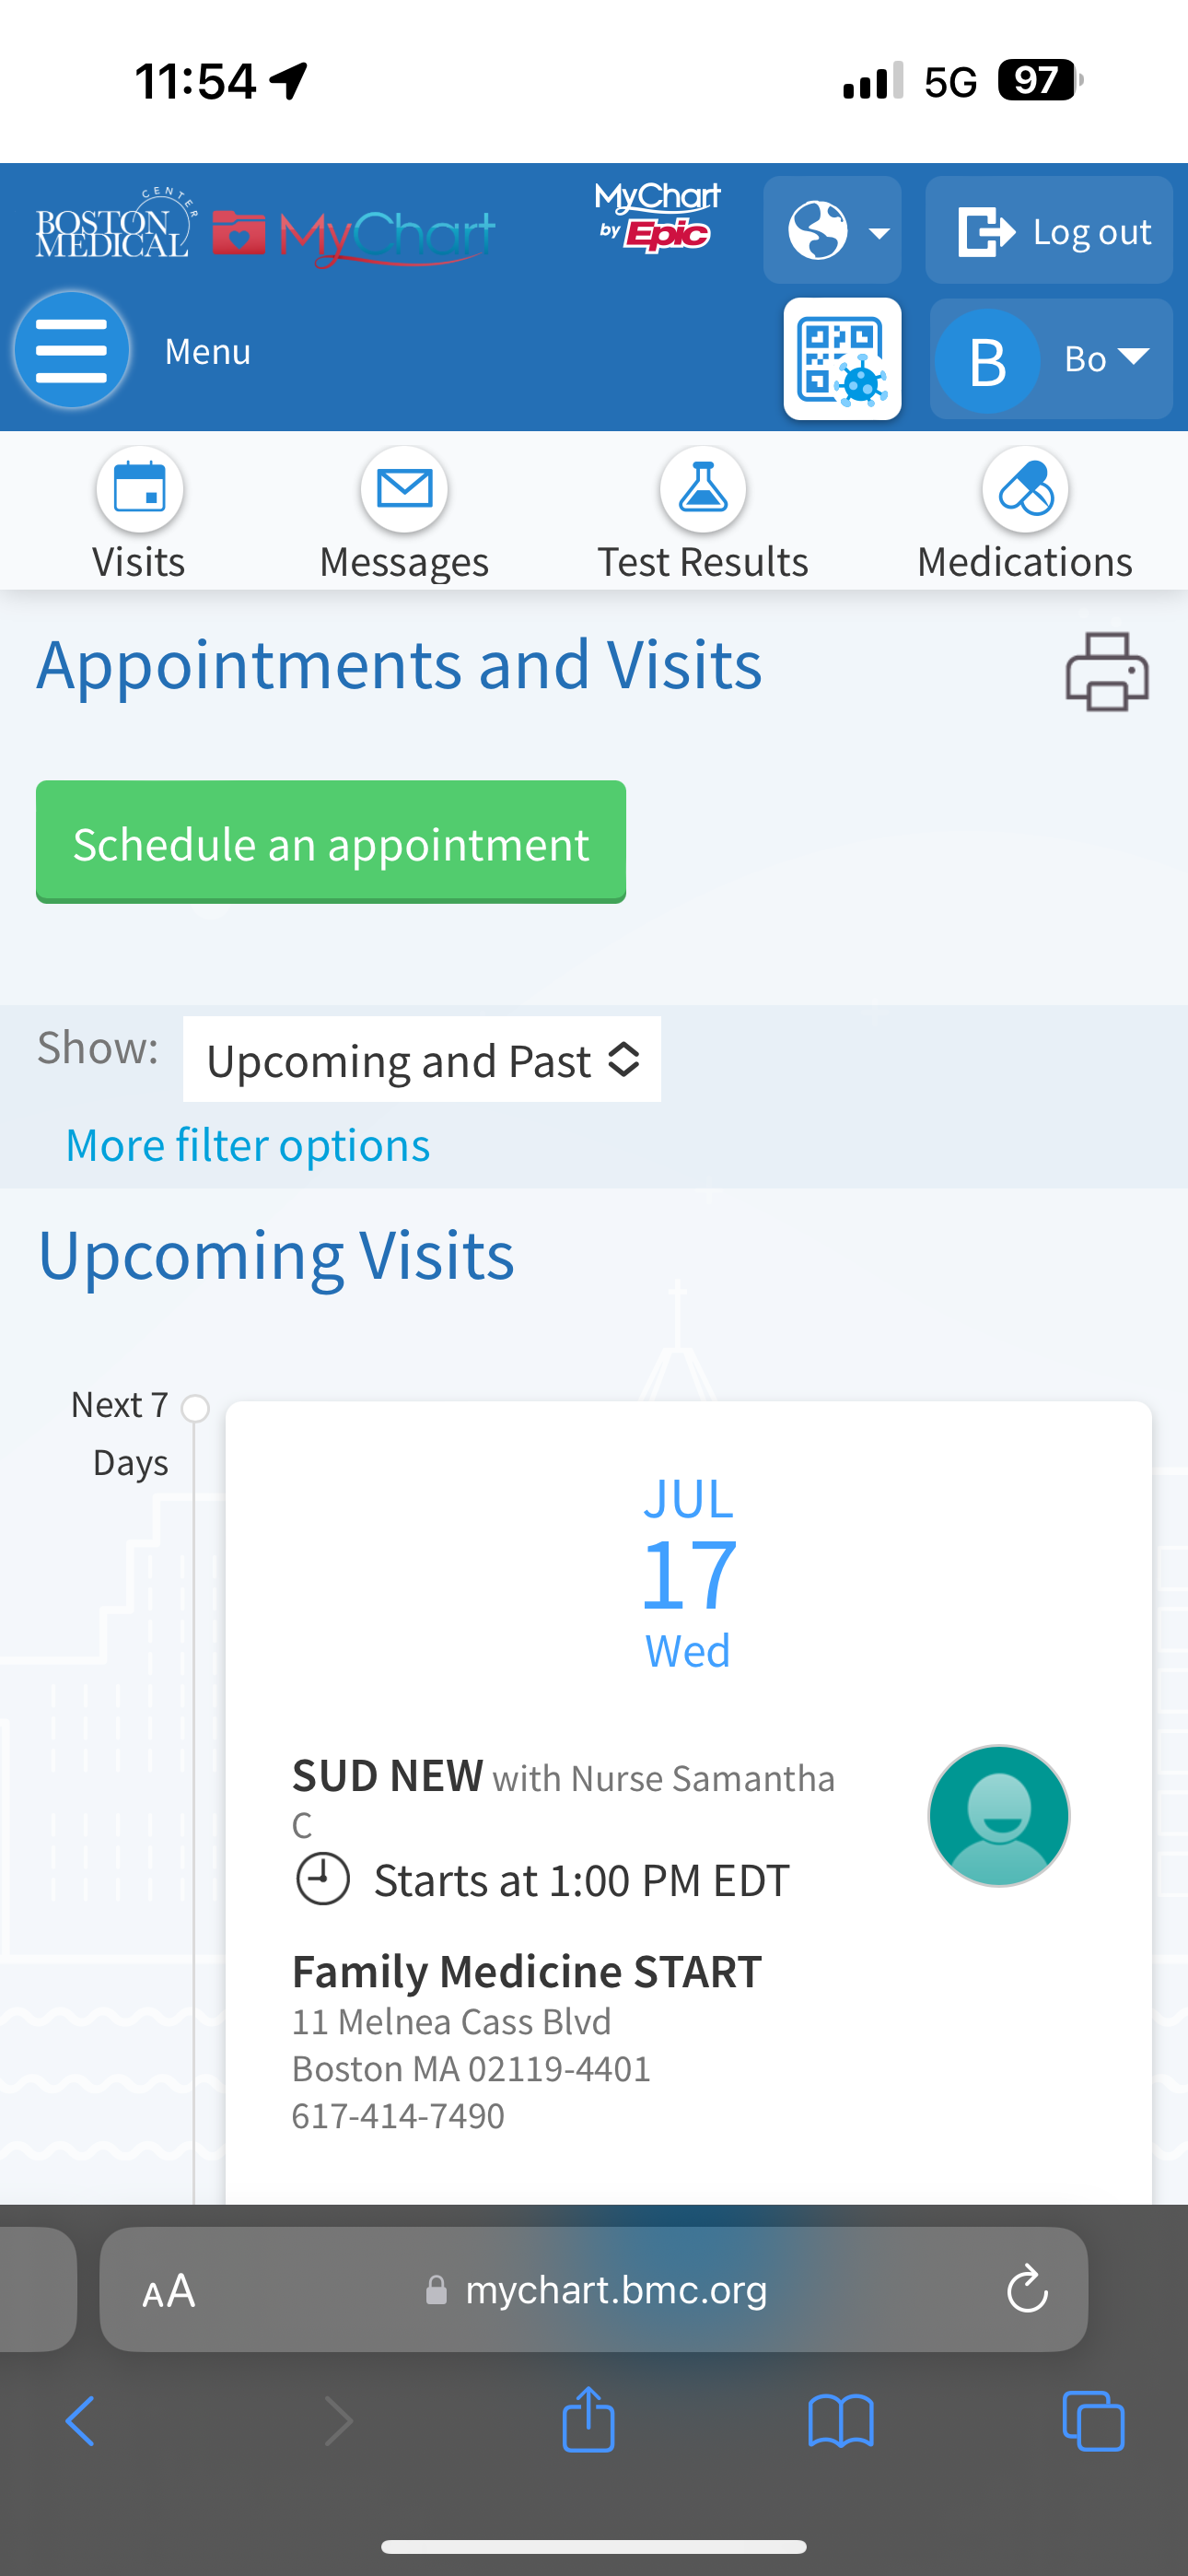 11:54
5G 97
BOSTON MEDICAL CENTER MyChart
MyChart by Epic
Log out
Menu
B Bo
Visits Messages Test Results Medications
Appointments and Visits
Schedule an appointment
Show: Upcoming and Past
More filter options
Upcoming Visits
Next 7
Days
JUL
17
Wed
SUD NEW with Nurse Samantha
C
Starts at 1:00 PM EDT
Family Medicine START
11 Melnea Cass Blvd
Boston MA 02119-4401
617-414-7490
AA mychart.bmc.org